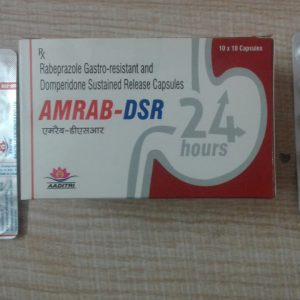 Rx
10 x 10 Capsules
Rabeprazole Gastro-resistant and
Domperidone Sustained Release Capsules
AMRAB-DSR
एमरैब-डीएसआर
24
hours
AADITRI